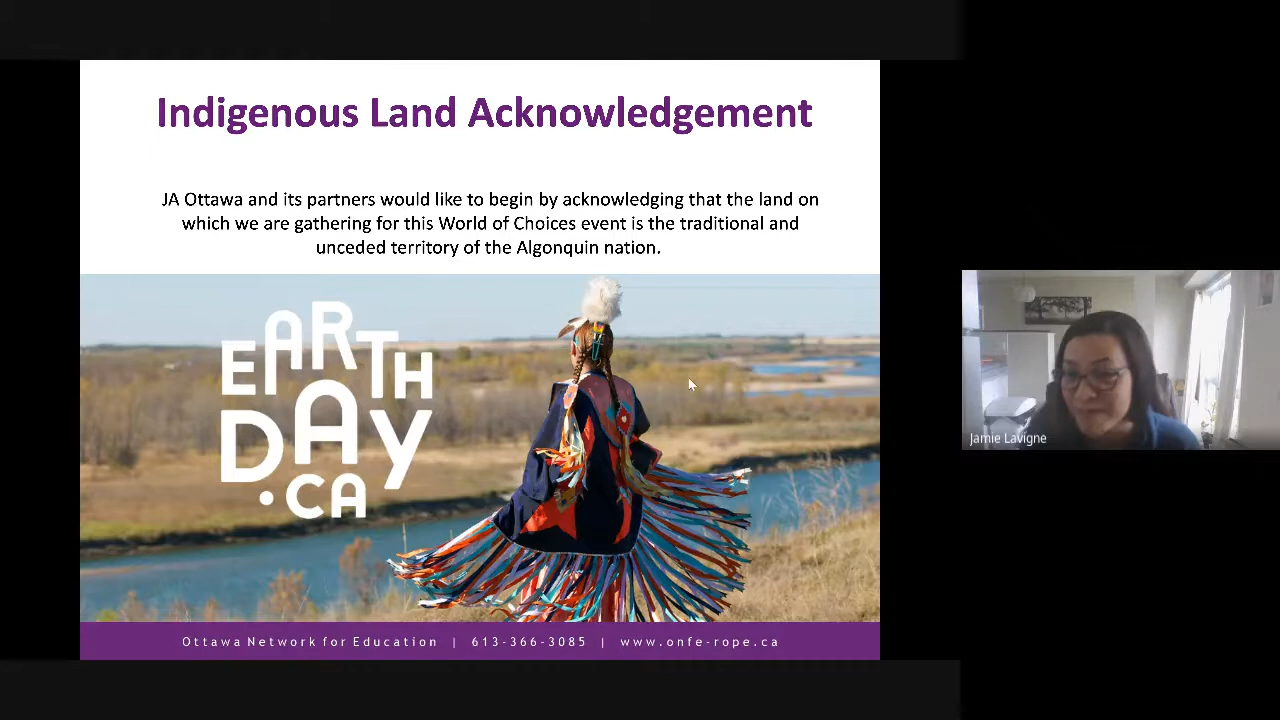 Indigenous Land Acknowledgement
JA Ottawa and its partners would like to begin by acknowledging that the land on
which we are gathering for this World of Choices event is the traditional and
unceded territory of the Algonquin nation.
EARTH
DAY
.CA
Jamie Lavigne
Ottawa Network for Education | 613-366-3085 | www.onfe-rope.ca